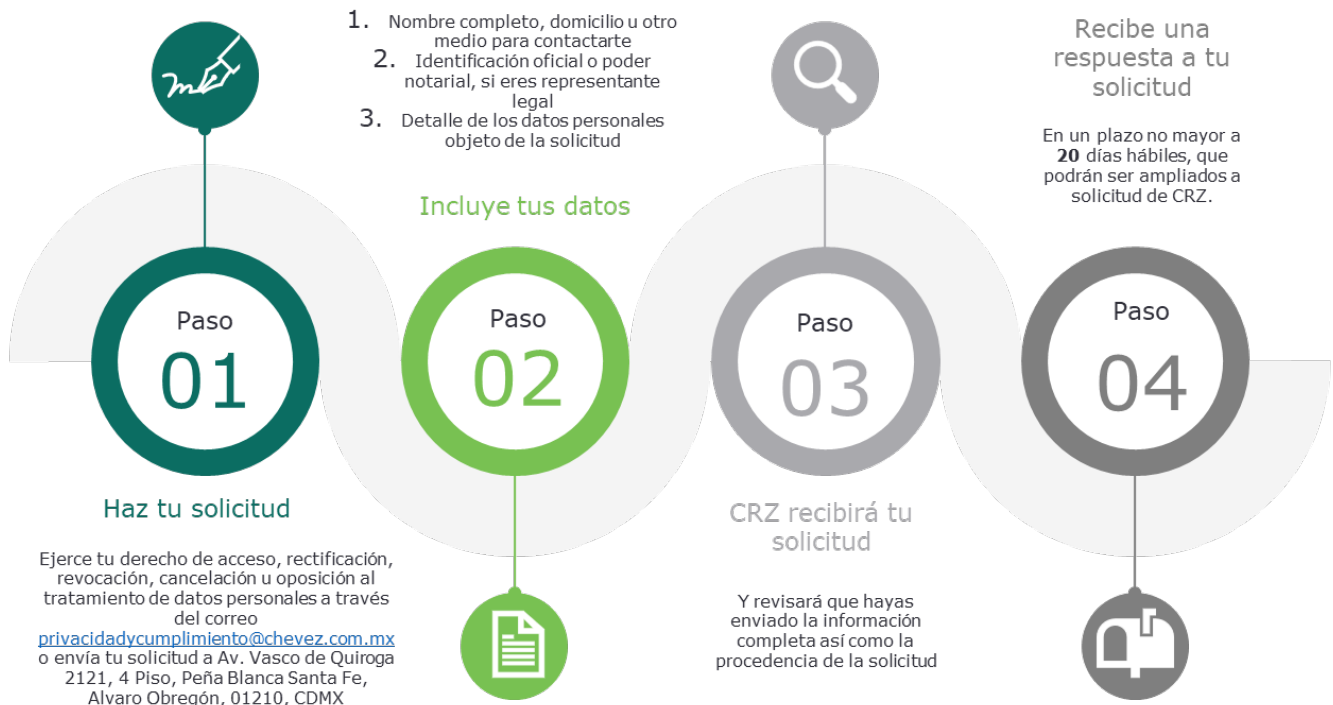 Paso
01
Haz tu solicitud
Ejerce tu derecho de acceso, rectificación,
revocación, cancelación u oposición al
tratamiento de datos personales a través
del correo
privacidadycumplimiento@chevez.com.mx
o envía tu solicitud a Av. Vasco de Quiroga
2121, 4 Piso, Peña Blanca Santa Fe,
Alvaro Obregón, 01210, CDMX
1. Nombre completo, domicilio u otro
medio para contactarte
2. Identificación oficial o poder
notarial, si eres representante
legal
3. Detalle de los datos personales
objeto de la solicitud
Incluye tus datos
Paso
02
Paso
03
CRZ recibirá tu
solicitud
Y revisará que hayas
enviado la información
completa así como la
procedencia de la solicitud
Recibe una
respuesta a tu
solicitud
En un plazo no mayor a
20 días hábiles, que
podrán ser ampliados a
solicitud de CRZ.
Paso
04